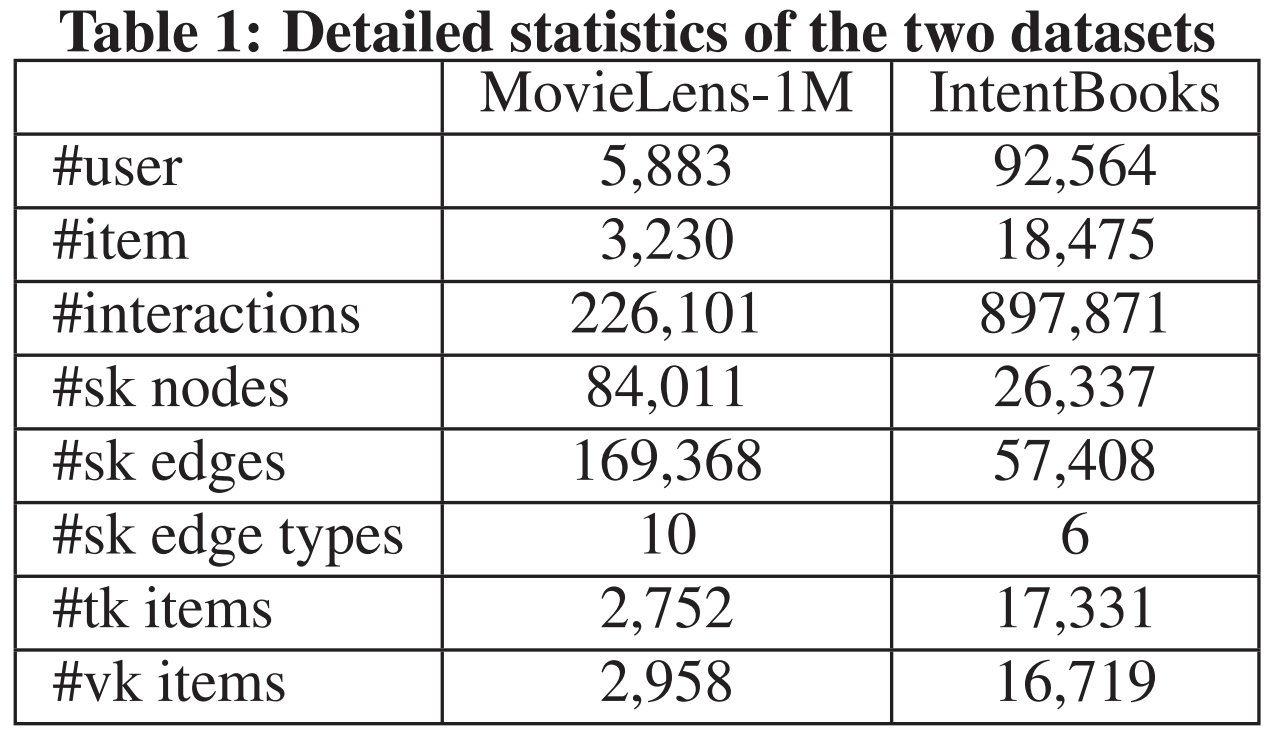 Table 1: Detailed statistics of the two datasets
MovieLens-1M IntentBooks
#user 5,883 92,564
#item 3,230 18,475
#interactions 226,101 897,871
#sk nodes 84,011 26,337
#sk edges 169,368 57,408
#sk edge types 10 6
#tk items 2,752 17,331
#vk items 2,958 16,719